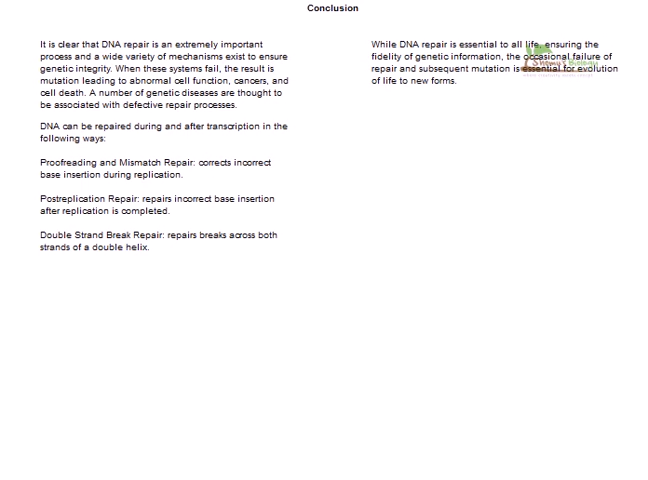 Conclusion
It is clear that DNA repair is an extremely important
process and a wide variety of mechanisms exist to ensure
genetic integrity. When these systems fail, the result is
mutation leading to abnormal cell function, cancers, and
cell death. A number of genetic diseases are thought to
be associated with defective repair processes.
DNA can be repaired during and after transcription in the
following ways:
Proofreading and Mismatch Repair: corrects incorrect
base insertion during replication.
Postreplication Repair: repairs incorrect base insertion
after replication is completed.
Double Strand Break Repair: repairs breaks across both
strands of a double helix.
While DNA repair is essential to all life, ensuring the
fidelity of genetic information, the occasional failure of
repair and subsequent mutation is essential for evolution
of life to new forms.
Shomu's Biology